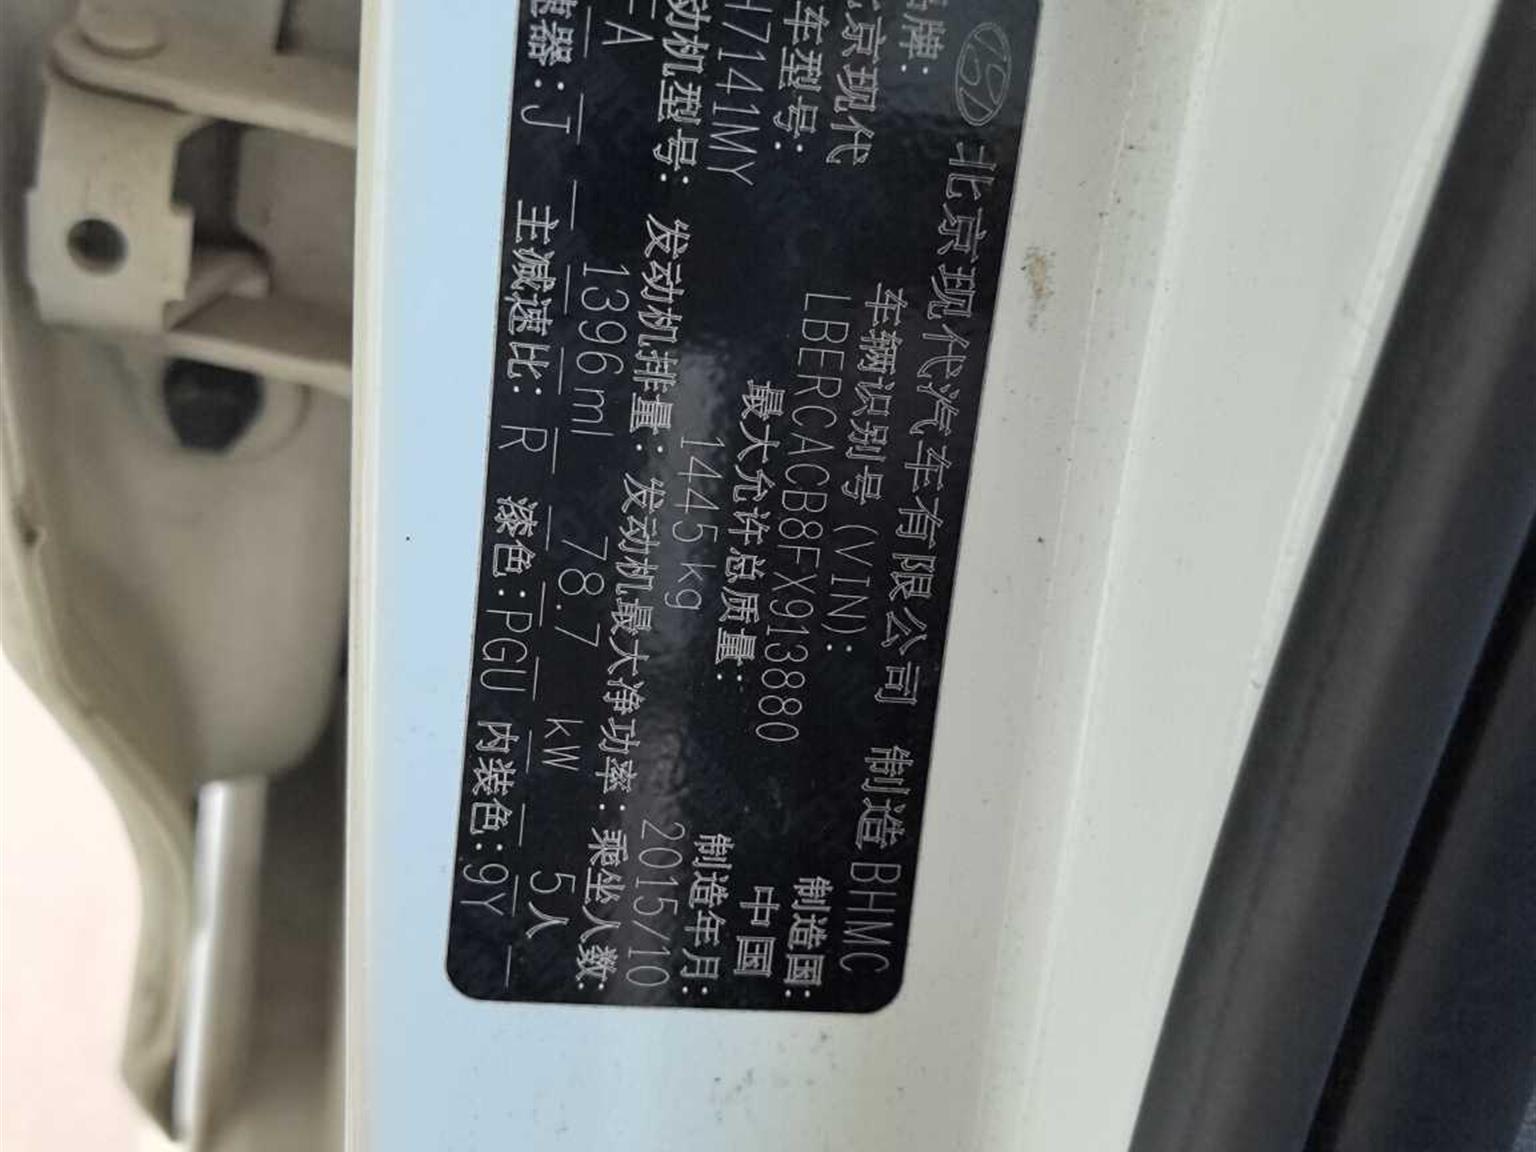 北京现代汽车有限公司 制造 BHMC
牌: 车辆识别号(VIN): 制造国:
京现代 LBERCACB8FX913880 中国
车型号: 最大允许总质量: 制造年月:
H7141MY 1445kg 2015/10
动机型号: 发动机排量: 发动机最大净功率: 乘坐人数:
A 1396ml 78.7 kW 5人
器:J 主减速比:R 漆色:PGU 内装色:9Y